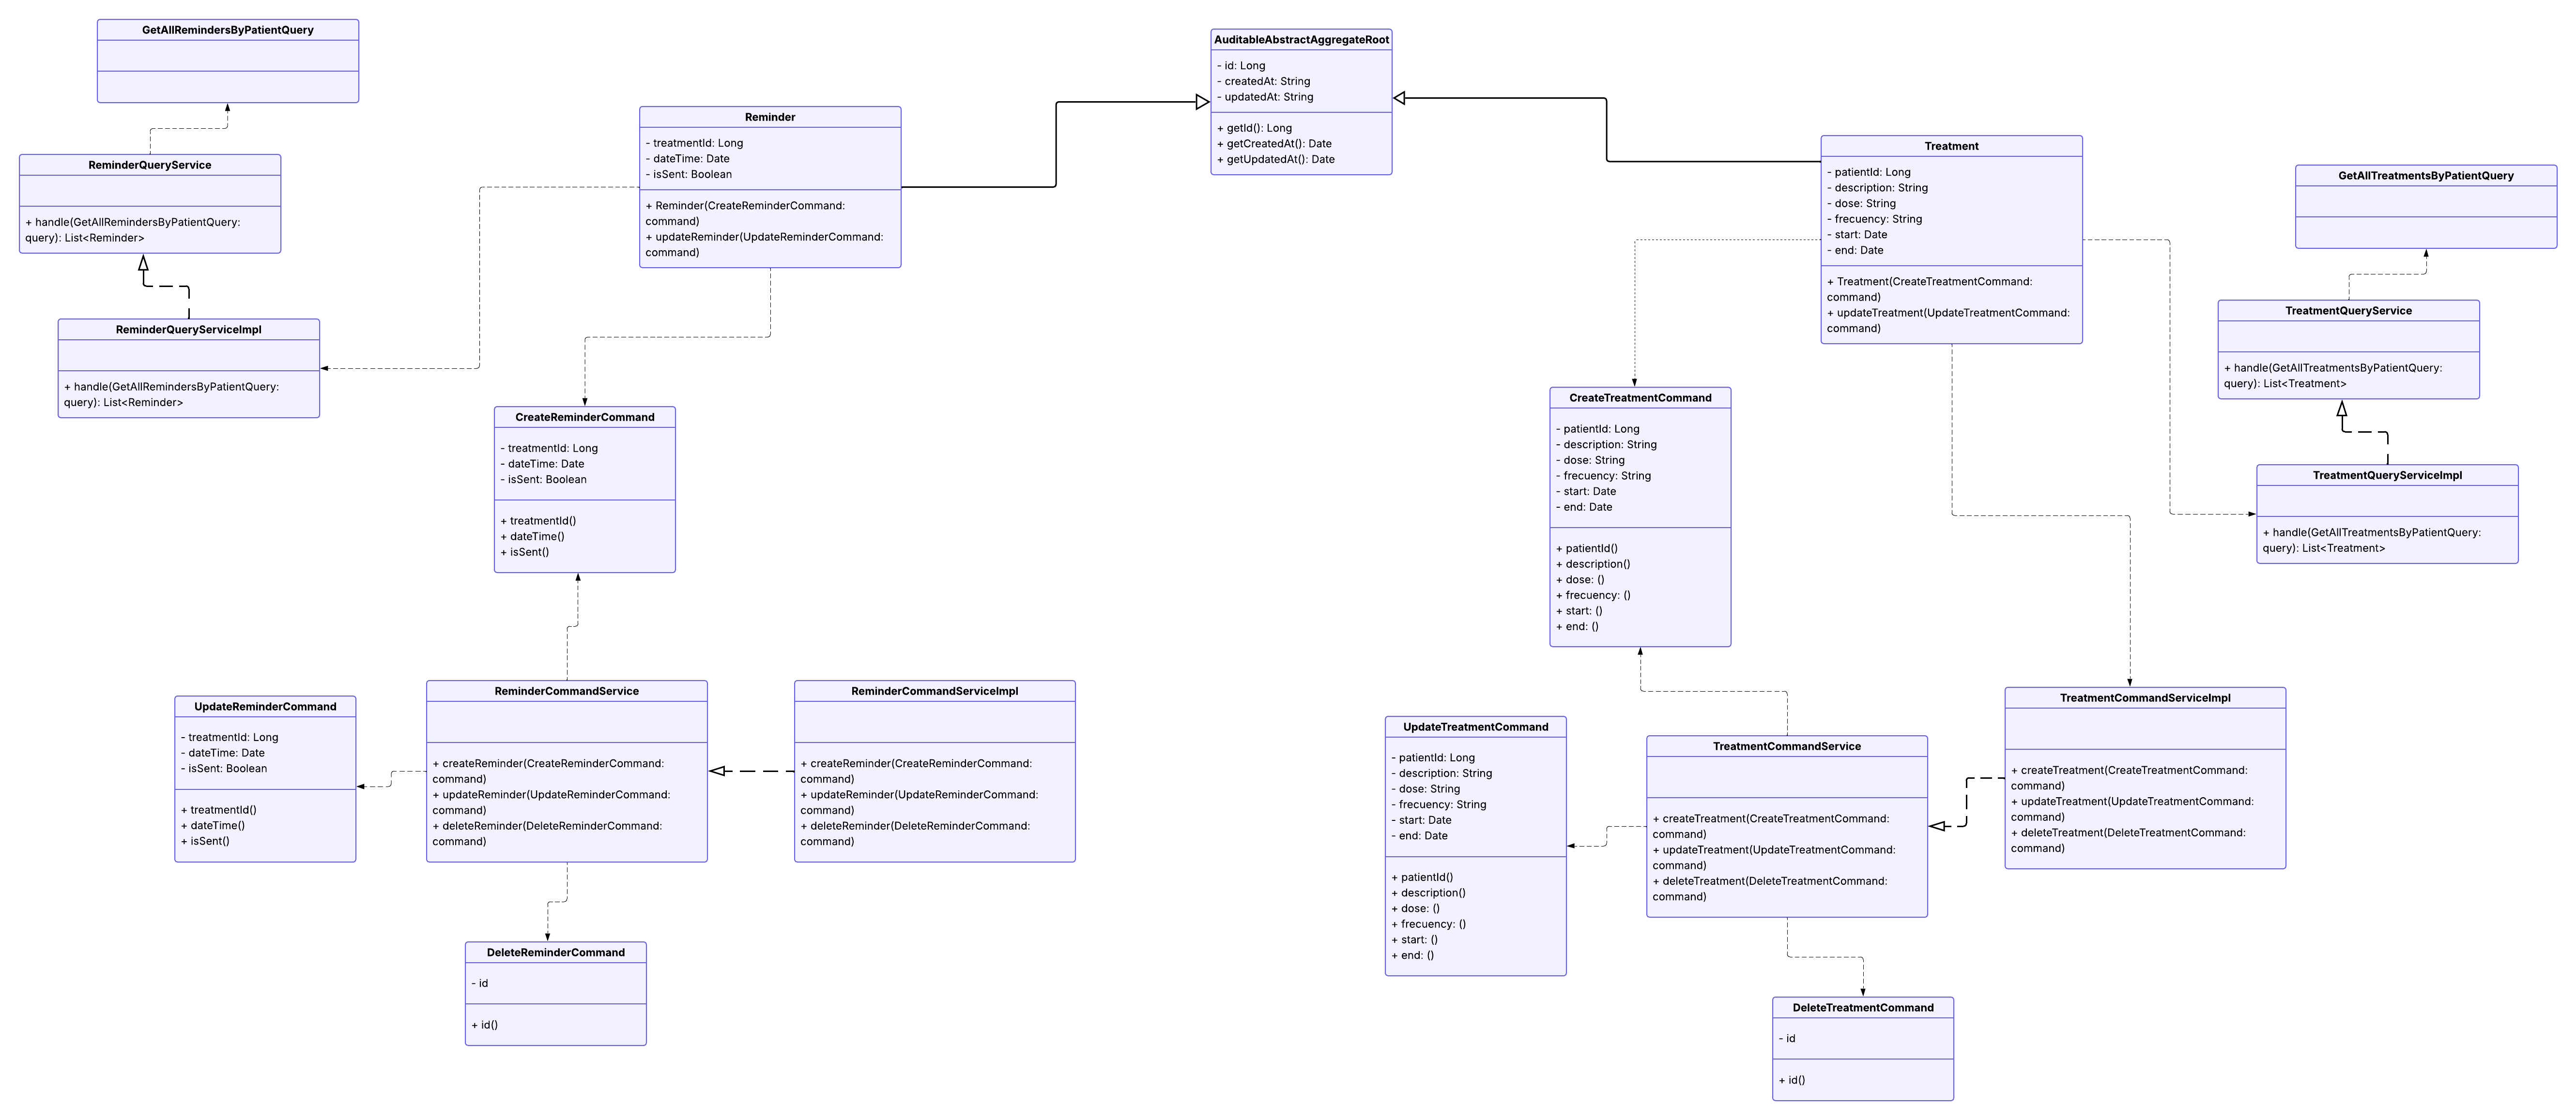 GetAllRemindersByPatientQuery
ReminderQueryService
+ handle(GetAllRemindersByPatientQuery:
query): List<Reminder>
ReminderQueryServiceImpl
+ handle(GetAllRemindersByPatientQuery:
query): List<Reminder>
Reminder
- treatmentId: Long
- dateTime: Date
- isSent: Boolean
+ Reminder(CreateReminderCommand:
command)
+ updateReminder(UpdateReminderCommand:
command)
AuditableAbstractAggregateRoot
- id: Long
- createdAt: String
- updatedAt: String
+ getId(): Long
+ getCreatedAt(): Date
+ getUpdatedAt(): Date
Treatment
- patientId: Long
- description: String
- dose: String
- frecuency: String
- start: Date
- end: Date
+ Treatment(CreateTreatmentCommand:
command)
+ updateTreatment(UpdateTreatmentCommand:
command)
GetAllTreatmentsByPatientQuery
TreatmentQueryService
+ handle(GetAllTreatmentsByPatientQuery:
query): List<Treatment>
TreatmentQueryServiceImpl
+ handle(GetAllTreatmentsByPatientQuery:
query): List<Treatment>
CreateReminderCommand
- treatmentId: Long
- dateTime: Date
- isSent: Boolean
+ treatmentId()
+ dateTime()
+ isSent()
CreateTreatmentCommand
- patientId: Long
- description: String
- dose: String
- frecuency: String
- start: Date
- end: Date
+ patientId()
+ description()
+ dose: ()
+ frecuency: ()
+ start: ()
+ end: ()
UpdateReminderCommand
- treatmentId: Long
- dateTime: Date
- isSent: Boolean
+ treatmentId()
+ dateTime()
+ isSent()
ReminderCommandService
+ createReminder(CreateReminderCommand:
command)
+ updateReminder(UpdateReminderCommand:
command)
+ deleteReminder(DeleteReminderCommand:
command)
ReminderCommandServiceImpl
+ createReminder(CreateReminderCommand:
command)
+ updateReminder(UpdateReminderCommand:
command)
+ deleteReminder(DeleteReminderCommand:
command)
DeleteReminderCommand
- id
+ id()
UpdateTreatmentCommand
- patientId: Long
- description: String
- dose: String
- frecuency: String
- start: Date
- end: Date
+ patientId()
+ description()
+ dose: ()
+ frecuency: ()
+ start: ()
+ end: ()
TreatmentCommandService
+ createTreatment(CreateTreatmentCommand:
command)
+ updateTreatment(UpdateTreatmentCommand:
command)
+ deleteTreatment(DeleteTreatmentCommand:
command)
TreatmentCommandServiceImpl
+ createTreatment(CreateTreatmentCommand:
command)
+ updateTreatment(UpdateTreatmentCommand:
command)
+ deleteTreatment(DeleteTreatmentCommand:
command)
DeleteTreatmentCommand
- id
+ id()